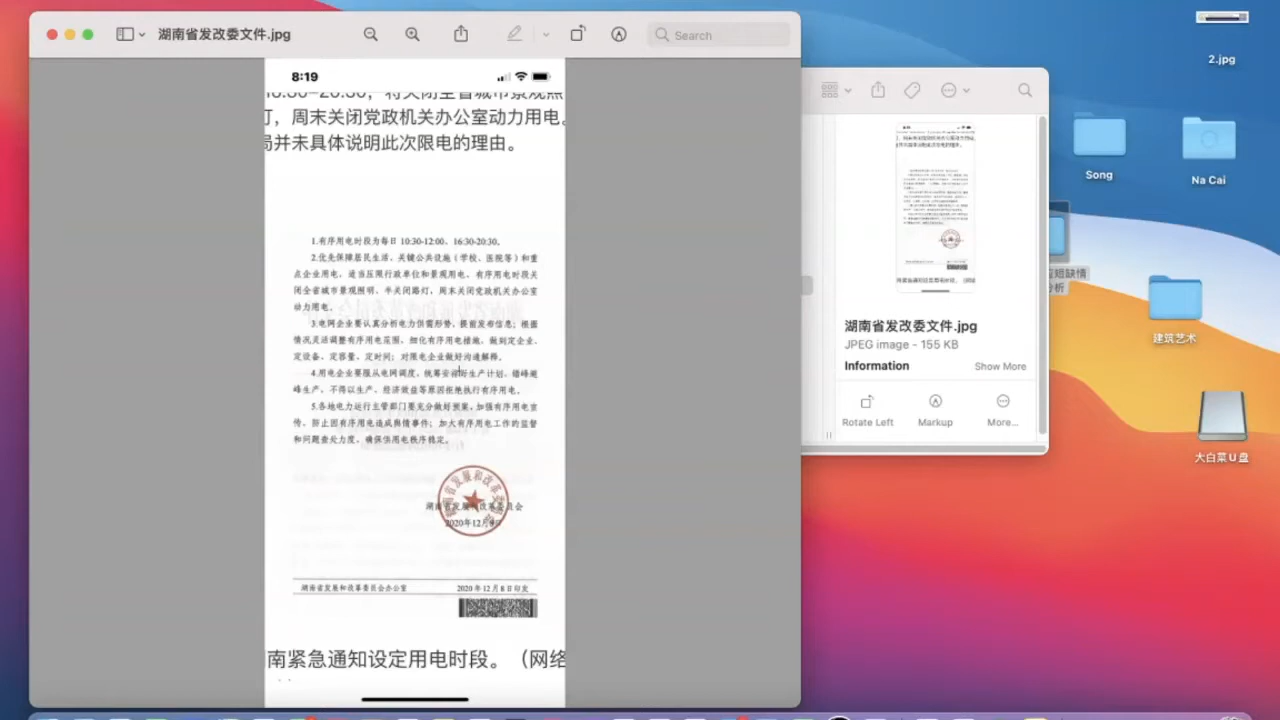 湖南省发改委文件.jpg
Search
8:19
灯，周末关闭党政机关办公室动力用电。
局并未具体说明此次限电的理由。
1.有序用电时段为每日 10:30-12:00、16:30-20:30。
2.优先保障居民生活、关键公共设施（学校、医院等）和重
点企业用电，适当压限行政单位和景观用电，有序用电时段关
闭全省城市景观照明、半关闭路灯，周末关闭党政机关办公室
动力用电。
3.电网企业要认真分析电力供需形势，提前发布信息；根据
情况灵活调整有序用电范围，细化有序用电措施，做到定企业、
定设备、定容量、定时间；对限电企业做好沟通解释。
4.用电企业要服从电网调度，统筹安排好生产计划，错峰避
峰生产，不得以生产、经济效益等原因拒绝执行有序用电。
5.各地电力运行主管部门要充分做好预案，加强有序用电宣
传，防止因有序用电造成舆情事件；加大有序用电工作的监督
和问题查处力度，确保供用电秩序稳定。
湖南省发展和改革委员会
2020年12月8日
湖南省发展和改革委员会办公室 2020年12月8日印发
南紧急通知设定用电时段。（网络
湖南省发改委文件.jpg
JPEG image - 155 KB
Information Show More
Rotate Left Markup More...
2.jpg
Song
Na Cai
建筑艺术
大白菜U盘